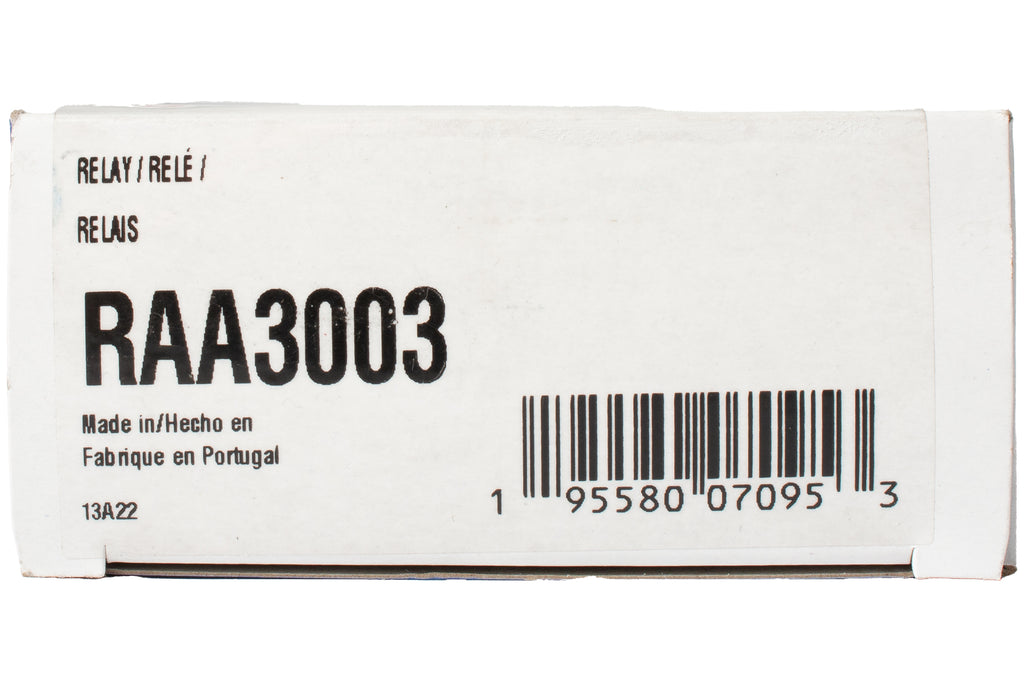 RELAY / RELÉ /
RELAIS
RAA3003
Made in/Hecho en
Fabrique en Portugal
13A22
1 95580 07095 3